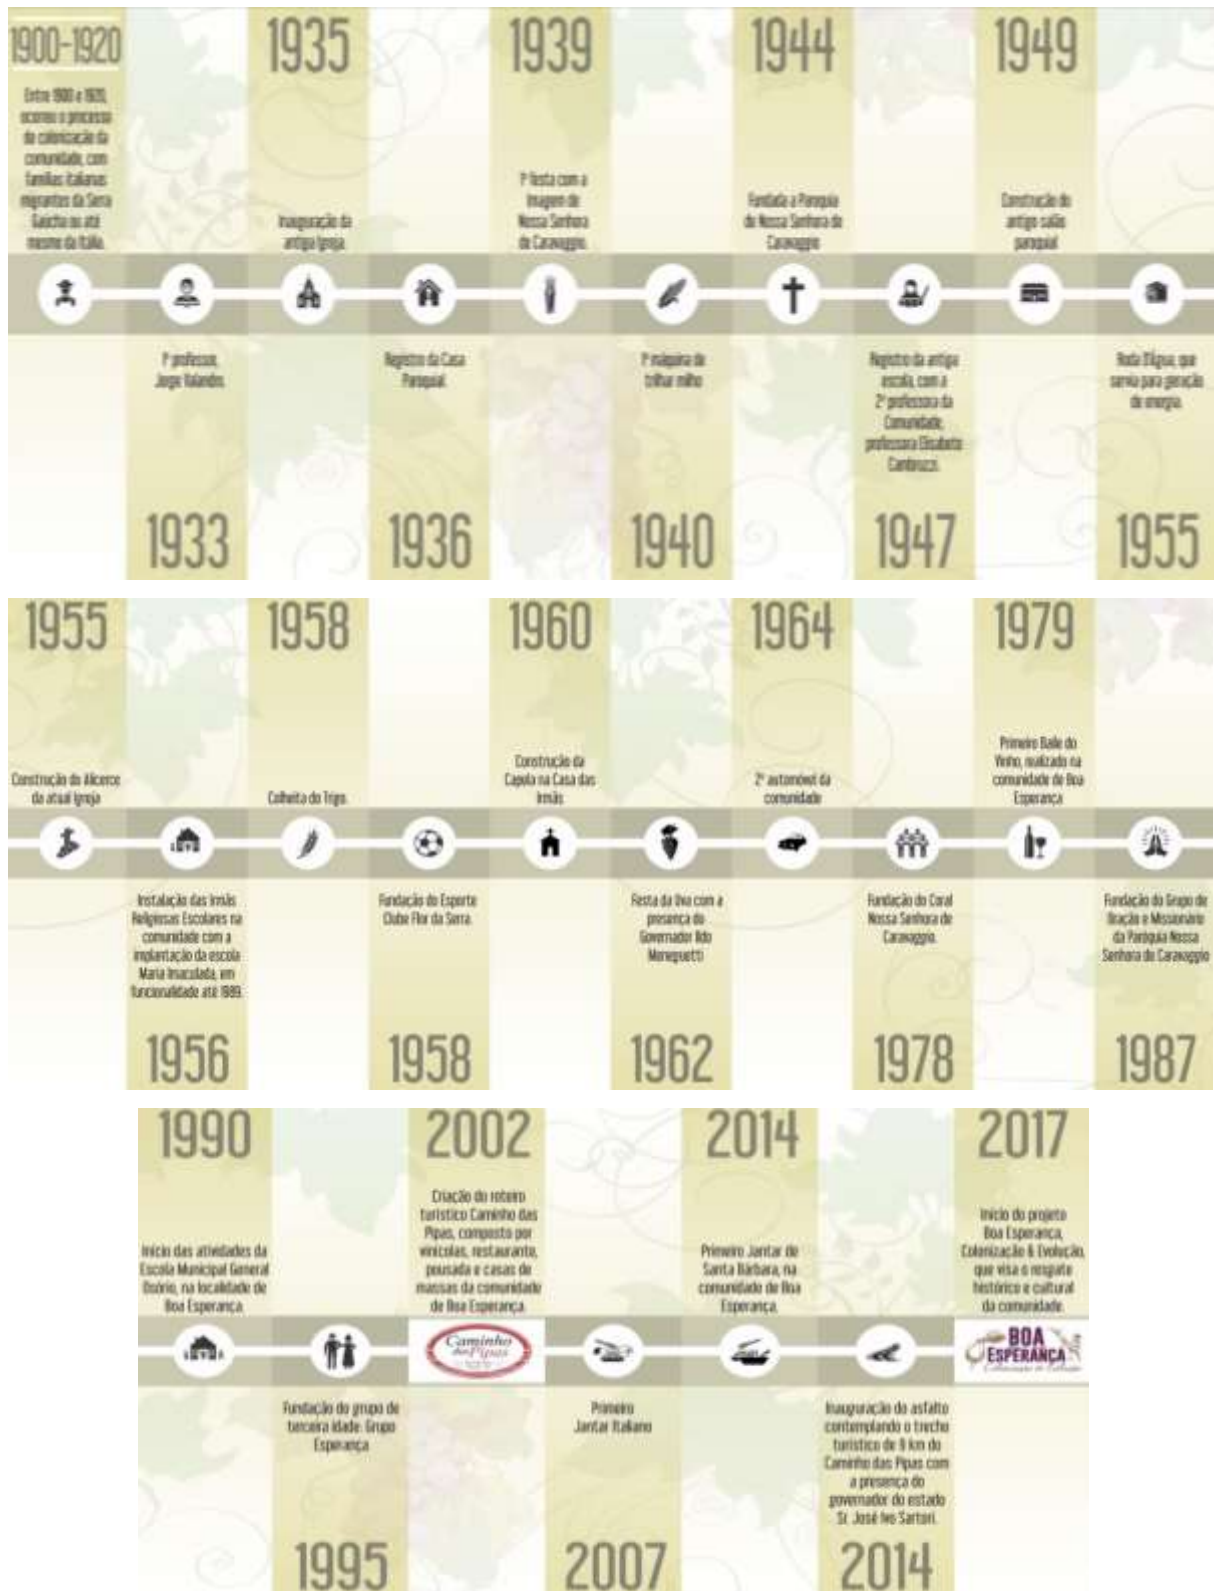 1900-1920
Entre 1900 e 1920,
ocorreu o processo
de colonização da
comunidade, com
famílias italianas
migrantes da Serra
Gaúcha ou até
mesmo da Itália.
1º professor,
Jorge
1933
1935
Inauguração da
antiga Igreja
Registro da Casa
Paroquial
1936
1939
1ª festa com a
Imagem de
Nossa Senhora
de Caravaggio.
1ª máquina de
trilhar milho
1940
1944
Fundada a Paroquia
de Nossa Senhora de
Caravaggio
Registro da antiga
escola, com a
2ª professora da
Comunidade,
professora Elisabete
1947
1949
Construção do
antigo salão
paroquial
Roda D'Água, que
servia para geração
de energia.
1955
1955
Construção do Alicerce
da atual Igreja
Instalação das Irmãs
Religiosas Escolares na
comunidade com a
implantação da escola
Maria Imaculada, em
funcionalidade até 1989.
1956
1958
Colheita do Trigo.
Fundação do Esporte
Clube Flor da Serra.
1958
1960
Construção da
Capela na Casa das
Irmãs
Festa da Uva com a
presença do
Governador Ildo
Meneguetti
1962
1964
2º automóvel da
comunidade
Fundação do Coral
Nossa Senhora de
Caravaggio.
1978
1979
Primeiro Baile do
Vinho, realizado na
comunidade de Boa
Esperança
Fundação do Grupo de
Oração e Missionário
da Paróquia Nossa
Senhora de Caravaggio
1987
1990
Início das atividades da
Escola Municipal General
Osório, na localidade de
Boa Esperança.
Fundação do grupo de
terceira idade: Grupo
Esperança
1995
2002
Criação do roteiro
turístico Caminho das
Pipas, composto por
vinícolas, restaurante,
pousada e casas de
massas da comunidade
de Boa Esperança.
Caminho
das Pipas
Primeiro
Jantar Italiano
2007
2014
Primeiro Jantar de
Santa Bárbara, na
comunidade de Boa
Esperança.
Inauguração do asfalto
contemplando o trecho
turístico de km do
Caminho das Pipas com
a presença do
governador do estado
Sr. José Ivo Sartori.
2014
2017
Início do projeto
Boa Esperança,
Colonização & Evolução,
que visa o resgate
histórico e cultural
da comunidade.
BOA
ESPERANÇA